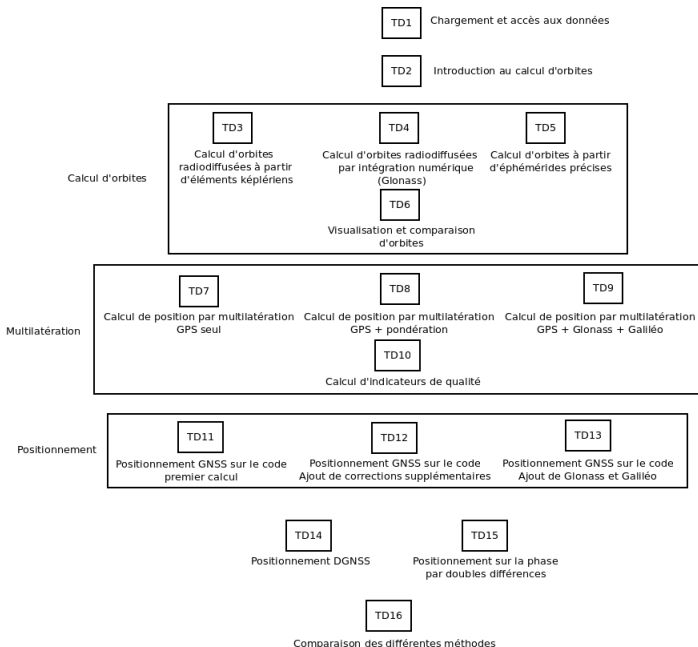 TD1
Chargement et accès aux données
TD2
Introduction au calcul d'orbites
Calcul d'orbites
TD3
Calcul d'orbites
radiodiffusées à partir
d'éléments képlériens
TD4
Calcul d'orbites radiodiffusées
par intégration numérique
(Glonass)
TD5
Calcul d'orbites à partir
d'éphémérides précises
TD6
Visualisation et comparaison
d'orbites
Multilatération
TD7
Calcul de position par multilatération
GPS seul
TD8
Calcul de position par multilatération
GPS + pondération
TD9
Calcul de position par multilatération
GPS + Glonass + Galiléo
TD10
Calcul d'indicateurs de qualité
Positionnement
TD11
Positionnement GNSS sur le code
premier calcul
TD12
Positionnement GNSS sur le code
Ajout de corrections supplémentaires
TD13
Positionnement GNSS sur le code
Ajout de Glonass et Galiléo
TD14
Positionnement DGNSS
TD15
Positionnement sur la phase
par doubles différences
TD16
Comparaison des différentes méthodes